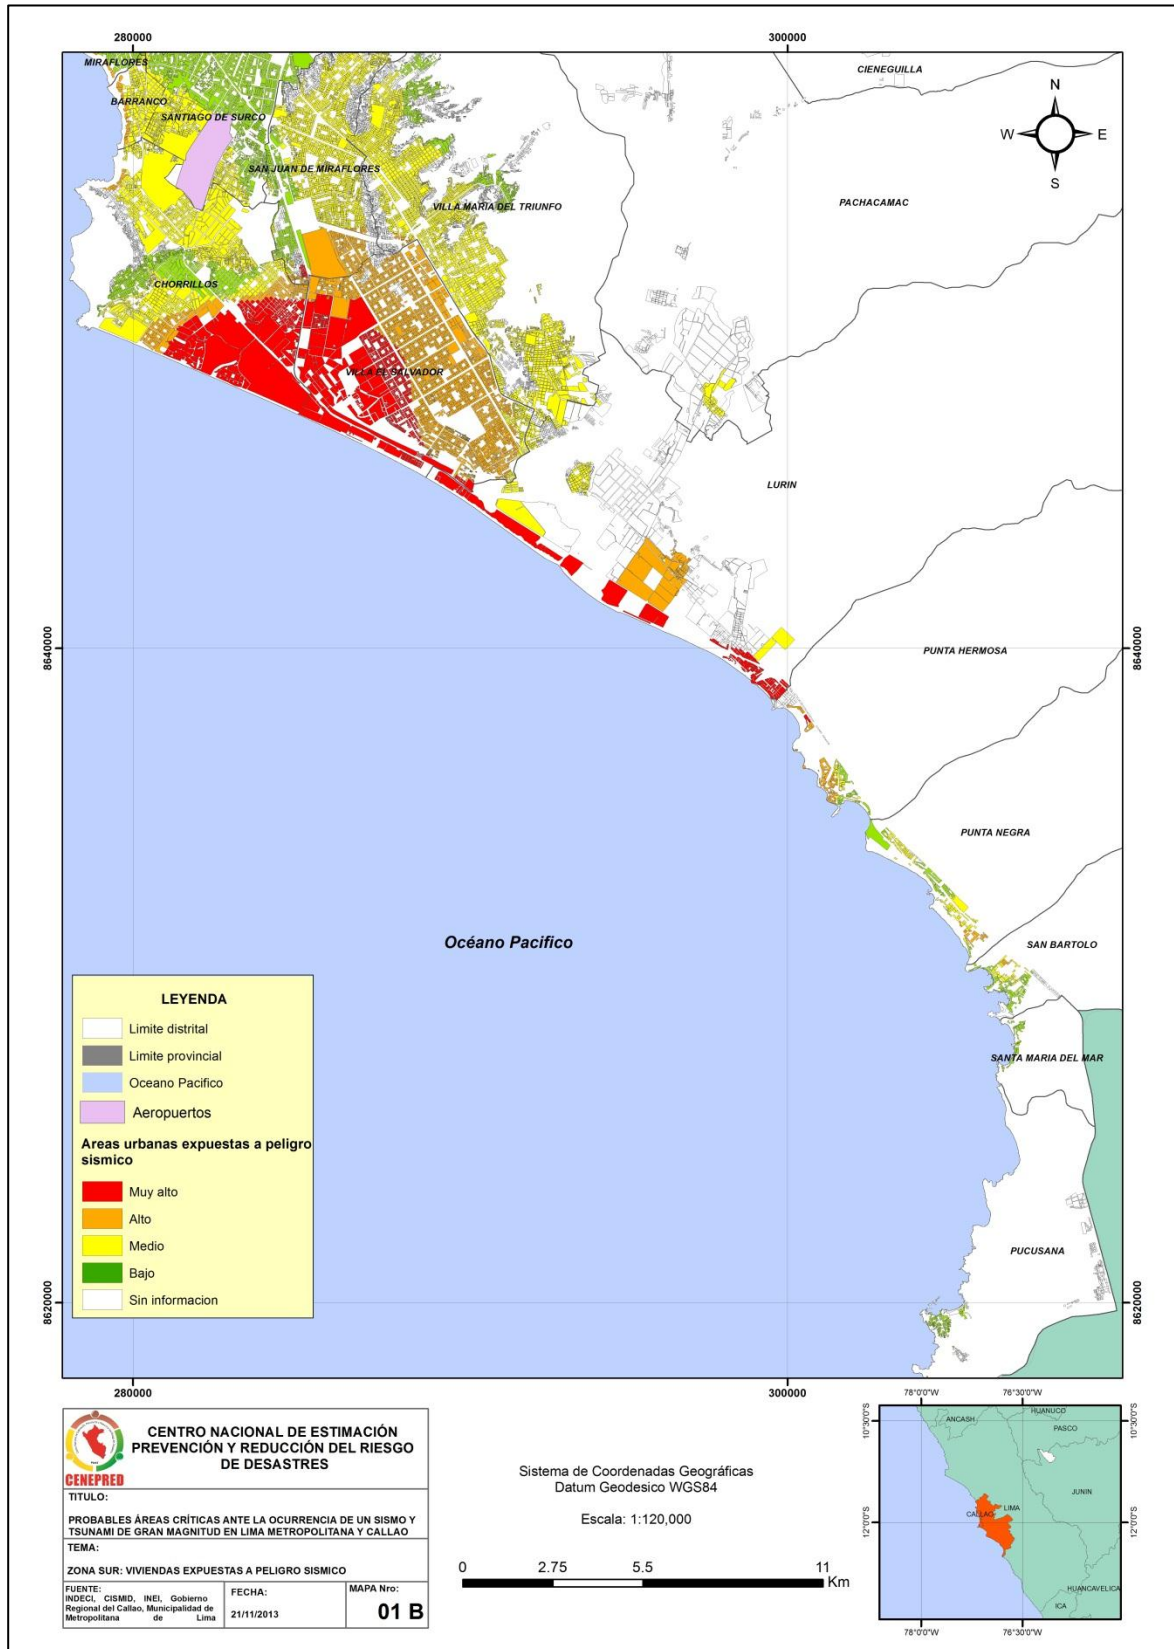 280000
300000
MIRAFLORES
CIENEGUILLA
BARRANCO
SANTIAGO DE SURCO
N
W E
S
SAN JUAN DE MIRAFLORES
VILLA MARIA DEL TRIUNFO
PACHACAMAC
CHORRILLOS
VILLA EL SALVADOR
LURIN
8640000
8640000
PUNTA HERMOSA
PUNTA NEGRA
Océano Pacifico
SAN BARTOLO
SANTA MARIA DEL MAR
PUCUSANA
LEYENDA
Limite distrital
Limite provincial
Oceano Pacifico
Aeropuertos
Areas urbanas expuestas a peligro
sismico
Muy alto
Alto
Medio
Bajo
Sin informacion
8620000
8620000
280000
300000
CENEPRED
CENTRO NACIONAL DE ESTIMACIÓN
PREVENCIÓN Y REDUCCIÓN DEL RIESGO
DE DESASTRES
TITULO:
PROBABLES ÁREAS CRÍTICAS ANTE LA OCURRENCIA DE UN SISMO Y
TSUNAMI DE GRAN MAGNITUD EN LIMA METROPOLITANA Y CALLAO
TEMA:
ZONA SUR: VIVIENDAS EXPUESTAS A PELIGRO SISMICO
FUENTE:
INDECI, CISMID, INEI, Gobierno
Regional del Callao, Municipalidad de
Metropolitana de Lima
FECHA:
21/11/2013
MAPA Nro:
01 B
Sistema de Coordenadas Geográficas
Datum Geodesico WGS84
Escala: 1:120,000
0 2.75 5.5 11
Km
78°0'0"W 76°30'0"W
10°30'0"S
10°30'0"S
ANCASH
HUANUCO
PASCO
JUNIN
LIMA
CALLAO
12°0'0"S
12°0'0"S
HUANCAVELICA
ICA
78°0'0"W 76°30'0"W